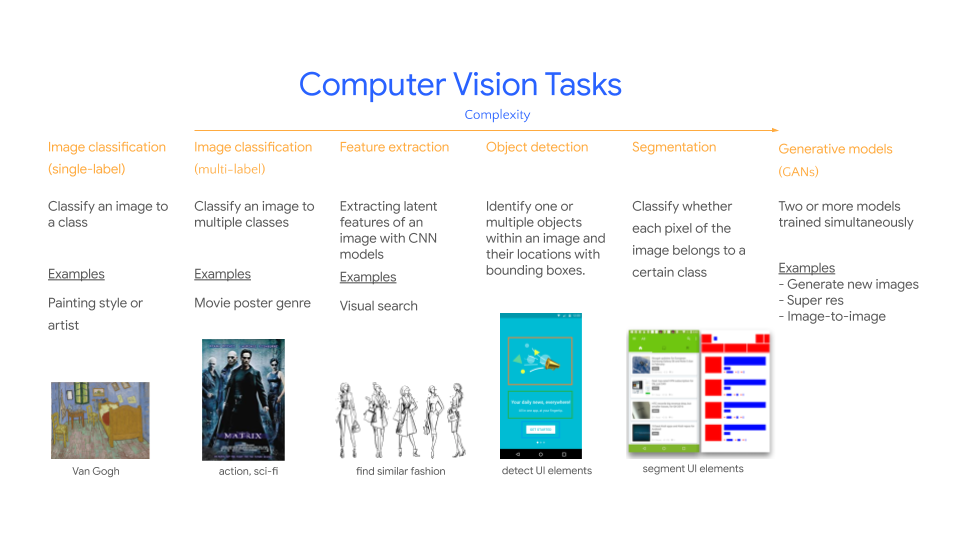 Computer Vision Tasks
Complexity
Image classification
(single-label)
Classify an image to
a class
Examples
Painting style or
artist
Van Gogh
Image classification
(multi-label)
Classify an image to
multiple classes
Examples
Movie poster genre
MATRIX
action, sci-fi
Feature extraction
Extracting latent
features of an
image with CNN
models
Examples
Visual search
find similar fashion
Object detection
Identify one or
multiple objects
within an image and
their locations with
bounding boxes.
Your daily news, everywhere!
detect UI elements
Segmentation
Classify whether
each pixel of the
image belongs to a
certain class
segment UI elements
Generative models
(GANs)
Two or more models
trained simultaneously
Examples
- Generate new images
- Super res
- Image-to-image